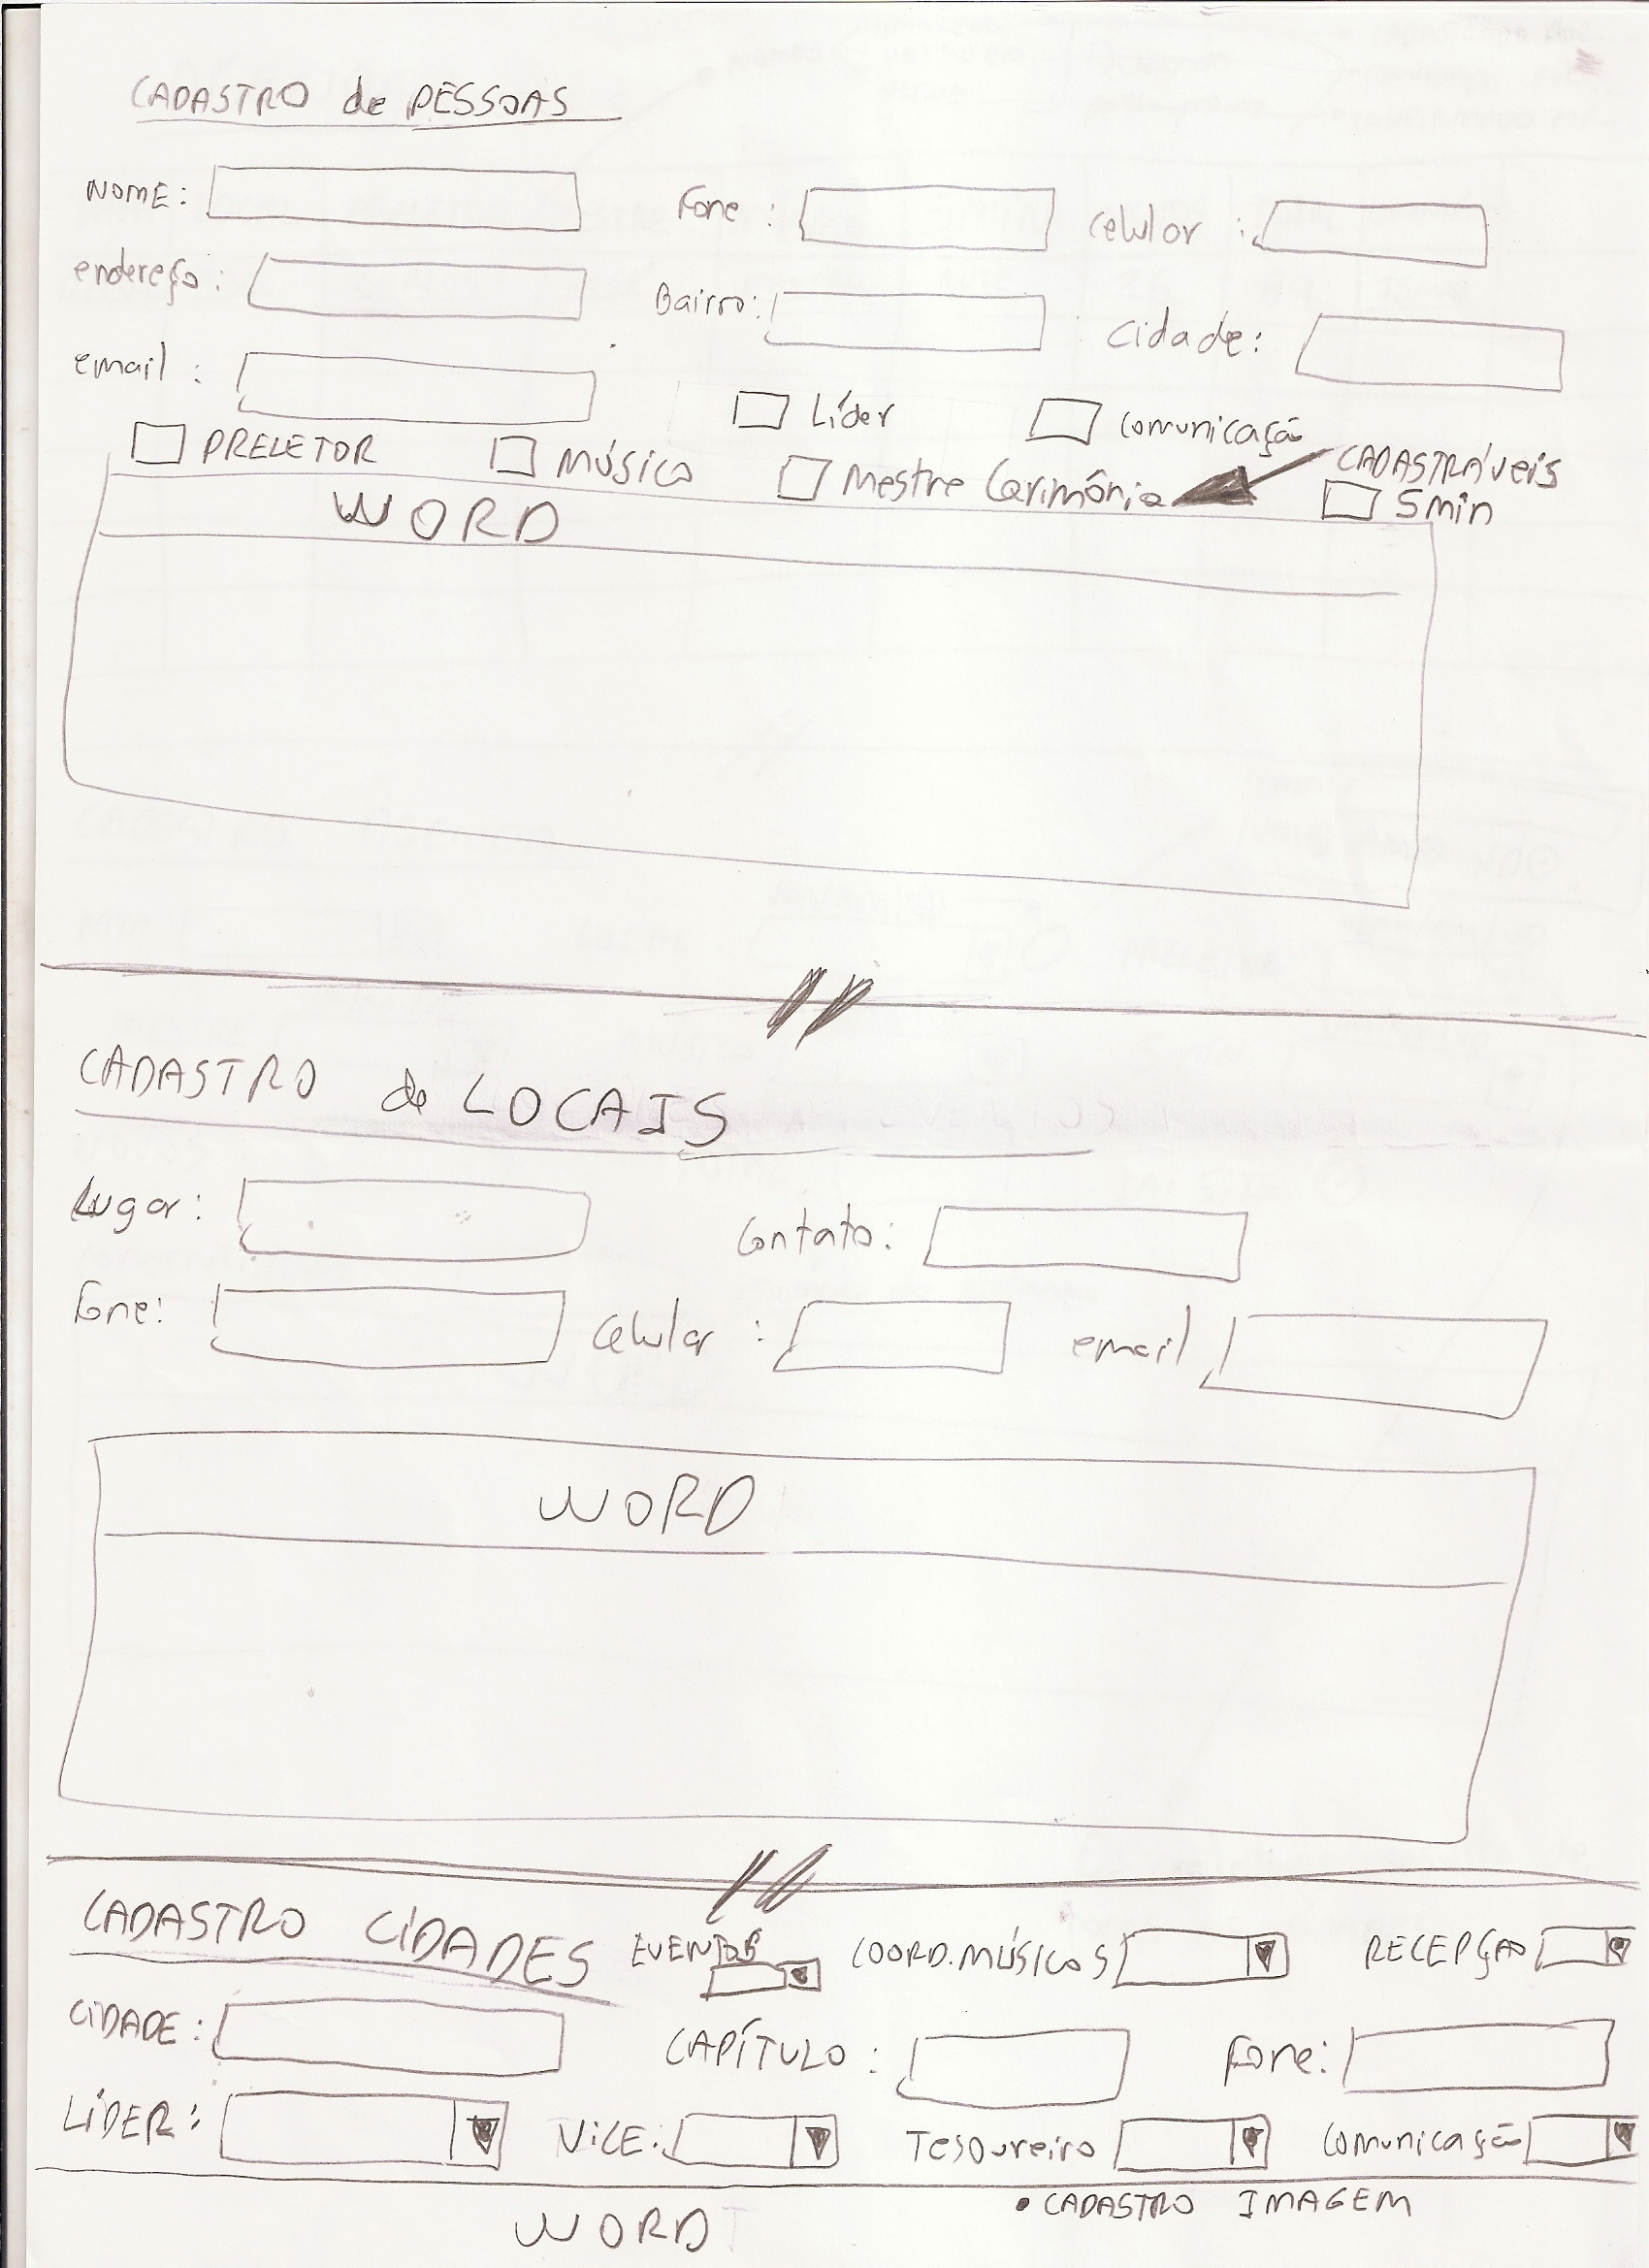 CADASTRO de PESSOAS
NOME: Fone : Celular :
endereço: Bairro: Cidade:
email :
Líder Comunicação
PRELETOR Músico Mestre Cerimônia CADASTRÁVEIS
5min
WORD
CADASTRO de LOCAIS
Lugar: Contato:
Fone: Celular : email
WORD
CADASTRO CIDADES EVENTOS COORD. MÚSICOS RECEPÇÃO
CIDADE: CAPÍTULO : Fone:
LÍDER: VICE: Tesoureiro Comunicação
• CADASTRO IMAGEM
WORD